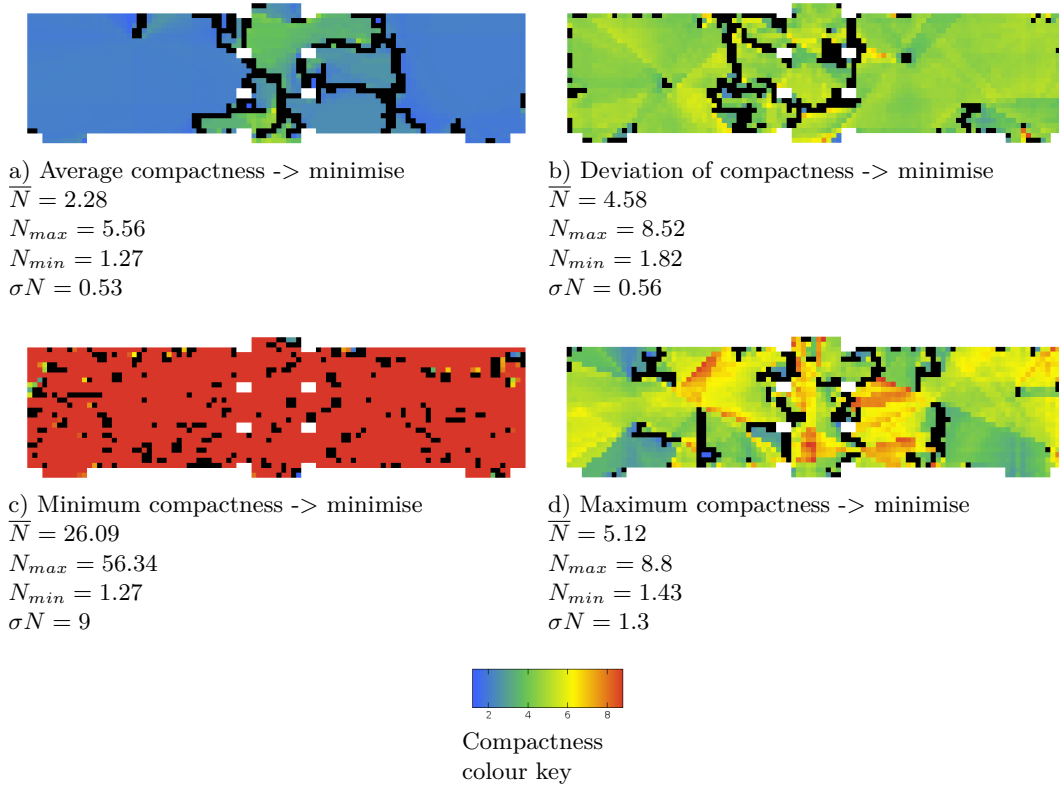 a) Average compactness -> minimise
N̅ = 2.28
N_max = 5.56
N_min = 1.27
σN = 0.53
b) Deviation of compactness -> minimise
N̅ = 4.58
N_max = 8.52
N_min = 1.82
σN = 0.56
c) Minimum compactness -> minimise
N̅ = 26.09
N_max = 56.34
N_min = 1.27
σN = 9
d) Maximum compactness -> minimise
N̅ = 5.12
N_max = 8.8
N_min = 1.43
σN = 1.3
2 4 6 8
Compactness
colour key